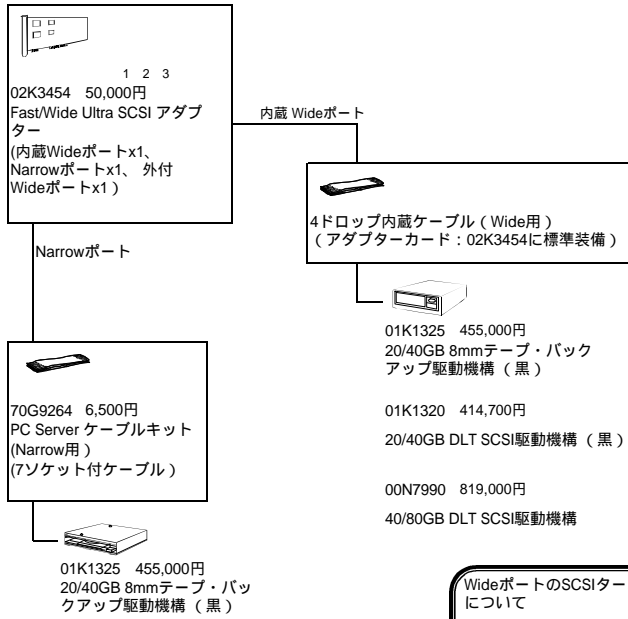 1 2 3
02K3454 50,000円
Fast/Wide Ultra SCSI アダプ
ター
(内蔵Wideポートx1、
Narrowポートx1、 外付
Wideポートx1）
内蔵 Wideポート
4ドロップ内蔵ケーブル（Wide用）
（アダプターカード：02K3454に標準装備）
Narrowポート
01K1325 455,000円
20/40GB 8mmテープ・バック
アップ駆動機構（黒）
01K1320 414,700円
20/40GB DLT SCSI駆動機構（黒）
00N7990 819,000円
40/80GB DLT SCSI駆動機構
70G9264 6,500円
PC Server ケーブルキット
(Narrow用）
(7ソケット付ケーブル）
01K1325 455,000円
20/40GB 8mmテープ・バッ
クアップ駆動機構（黒）
WideポートのSCSIター
について